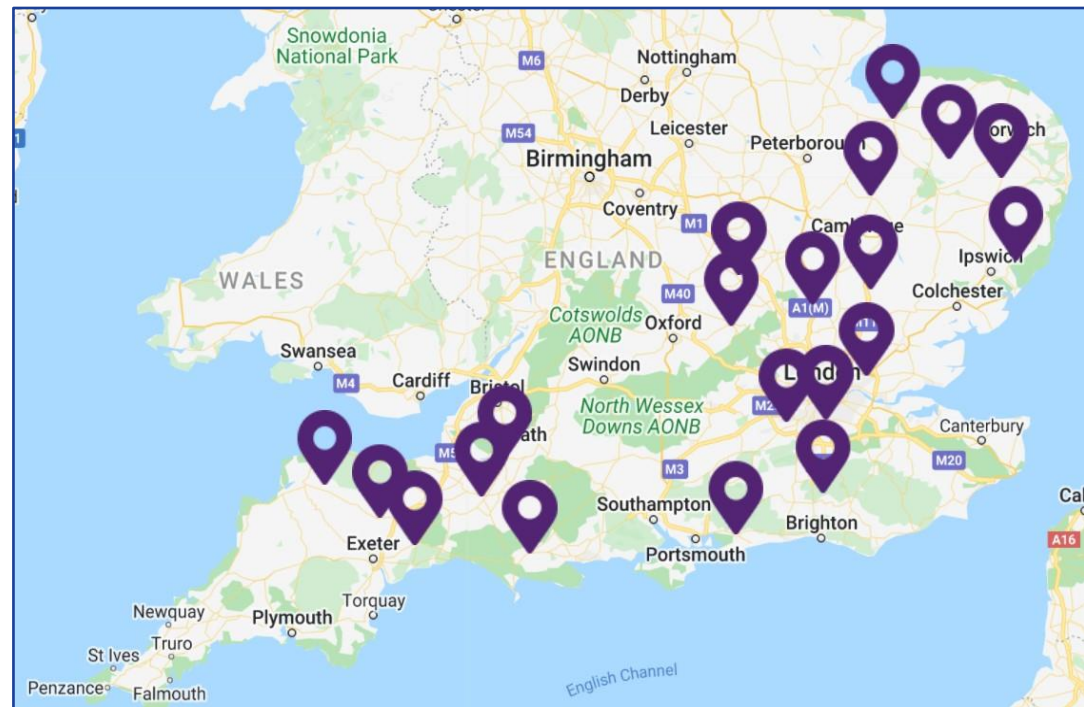 Snowdonia
National Park
M6
Nottingham
Derby
M54
Leicester
Peterborough
Birmingham
Coventry
M1
WALES
ENGLAND
M40
Ipswich
A1(M)
Colchester
Cotswolds
AONB
Oxford
Swansea
Swindon
M4
Cardiff
Bristol
North Wessex
Downs AONB
London
Canterbury
M20
M3
Southampton
Portsmouth
Brighton
A16
Exeter
Torquay
Newquay
Plymouth
Truro
St Ives
Penzance
Falmouth
English Channel